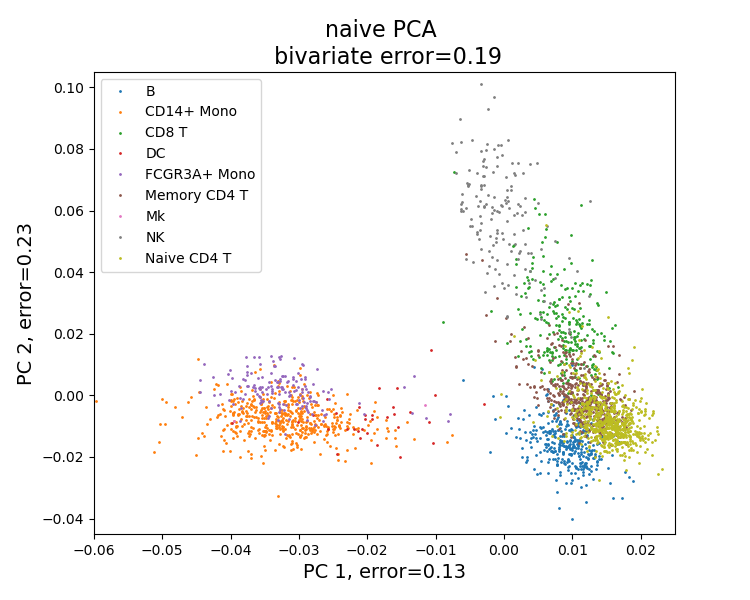 naive PCA
bivariate error=0.19
B
CD14+ Mono
CD8 T
DC
FCGR3A+ Mono
Memory CD4 T
Mk
NK
Naive CD4 T
0.10
0.08
0.06
0.04
0.02
0.00
−0.02
−0.04
PC 2, error=0.23
−0.06
−0.05
−0.04
−0.03
−0.02
−0.01
0.00
0.01
0.02
PC 1, error=0.13